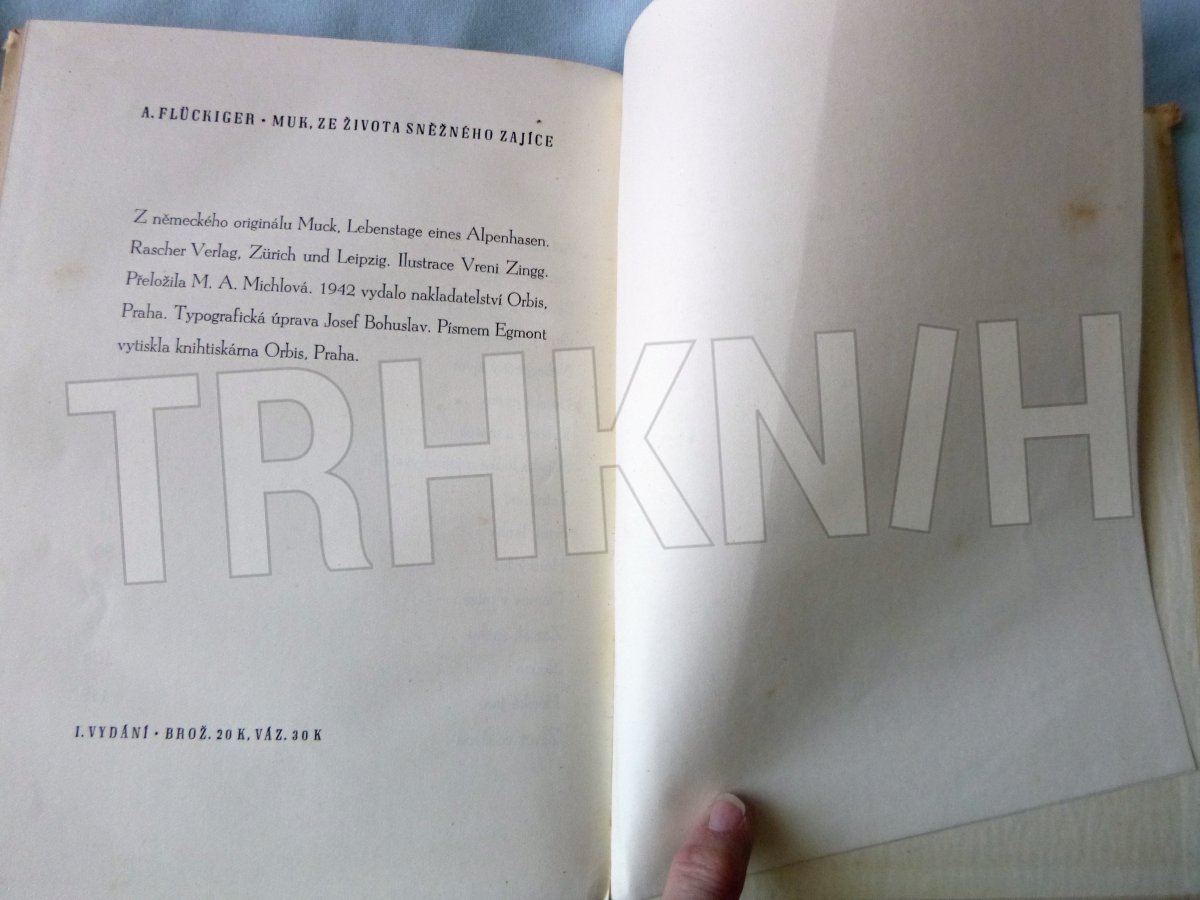 A. FLÜCKIGER • MUK, ZE ŽIVOTA SNĚŽNÉHO ZAJÍCE
Z německého originálu Muck, Lebenstage eines Alpenhasen.
Rascher Verlag, Zürich und Leipzig. Ilustrace Vreni Zingg.
Přeložila M. A. Michlová. 1942 vydalo nakladatelství Orbis,
Praha. Typografická úprava Josef Bohuslav. Písmem Egmont
vytiskla knihtiskárna Orbis, Praha.
TRHKN/H
I. VYDÁNÍ • BROŽ. 20 K, VÁZ. 30 K